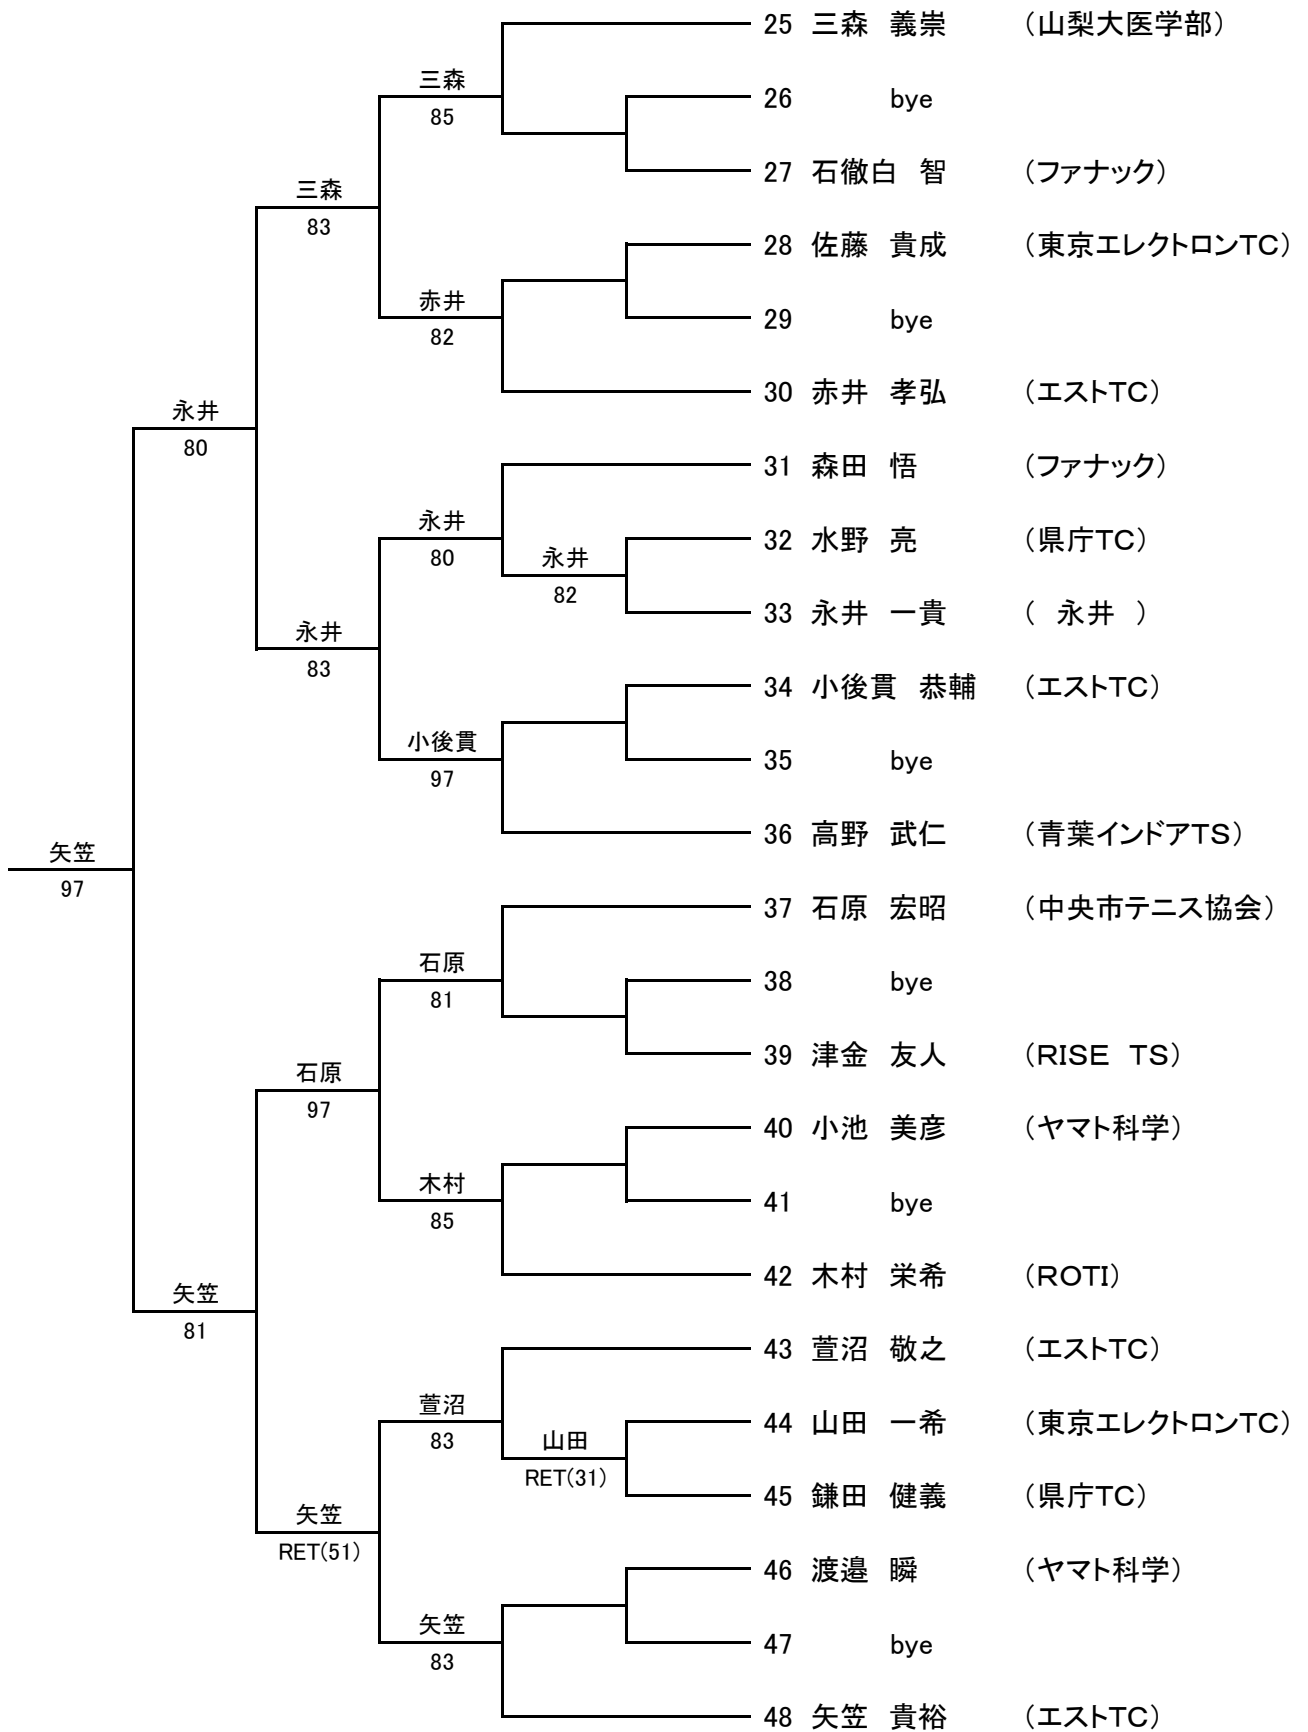 25 三森 義崇 （山梨大医学部）
三森
85
26 bye
27 石徹白 智 （ファナック）
三森
83
28 佐藤 貴成 （東京エレクトロンTC）
赤井
82
29 bye
30 赤井 孝弘 （エストTC）
永井
80
31 森田 悟 （ファナック）
永井
80
32 水野 亮 （県庁TC）
永井
82
33 永井 一貴 （ 永井 ）
永井
83
34 小後貫 恭輔 （エストTC）
小後貫
97
35 bye
36 高野 武仁 （青葉インドアTS）
矢笠
97
37 石原 宏昭 （中央市テニス協会）
石原
81
38 bye
39 津金 友人 （RISE TS）
石原
97
40 小池 美彦 （ヤマト科学）
木村
85
41 bye
42 木村 栄希 （ROTI）
矢笠
81
43 萱沼 敬之 （エストTC）
萱沼
83
44 山田 一希 （東京エレクトロンTC）
山田
RET(31)
45 鎌田 健義 （県庁TC）
矢笠
RET(51)
46 渡邉 瞬 （ヤマト科学）
矢笠
83
47 bye
48 矢笠 貴裕 （エストTC）